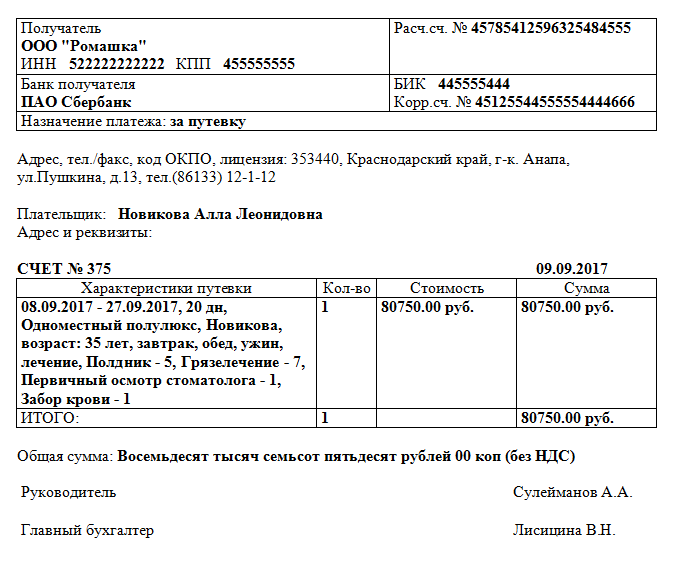 Получатель
ООО "Ромашка"
ИНН 522222222222 КПП 455555555
Расч.сч. № 45785412596325484555
Банк получателя
ПАО Сбербанк
БИК 445555444
Корр.сч. № 45125544555554444666
Назначение платежа: за путевку
Адрес, тел./факс, код ОКПО, лицензия: 353440, Краснодарский край, г-к. Анапа,
ул.Пушкина, д.13, тел.(86133) 12-1-12
Плательщик: Новикова Алла Леонидовна
Адрес и реквизиты:
СЧЕТ № 375 09.09.2017
Характеристики путевки Кол-во Стоимость Сумма
08.09.2017 - 27.09.2017, 20 дн, 1 80750.00 руб. 80750.00 руб.
Одноместный полулюкс, Новикова,
возраст: 35 лет, завтрак, обед, ужин,
лечение, Полдник - 5, Грязелечение - 7,
Первичный осмотр стоматолога - 1,
Забор крови - 1
ИТОГО: 1 80750.00 руб.
Общая сумма: Восемьдесят тысяч семьсот пятьдесят рублей 00 коп (без НДС)
Руководитель Сулейманов А.А.
Главный бухгалтер Лисицина В.Н.